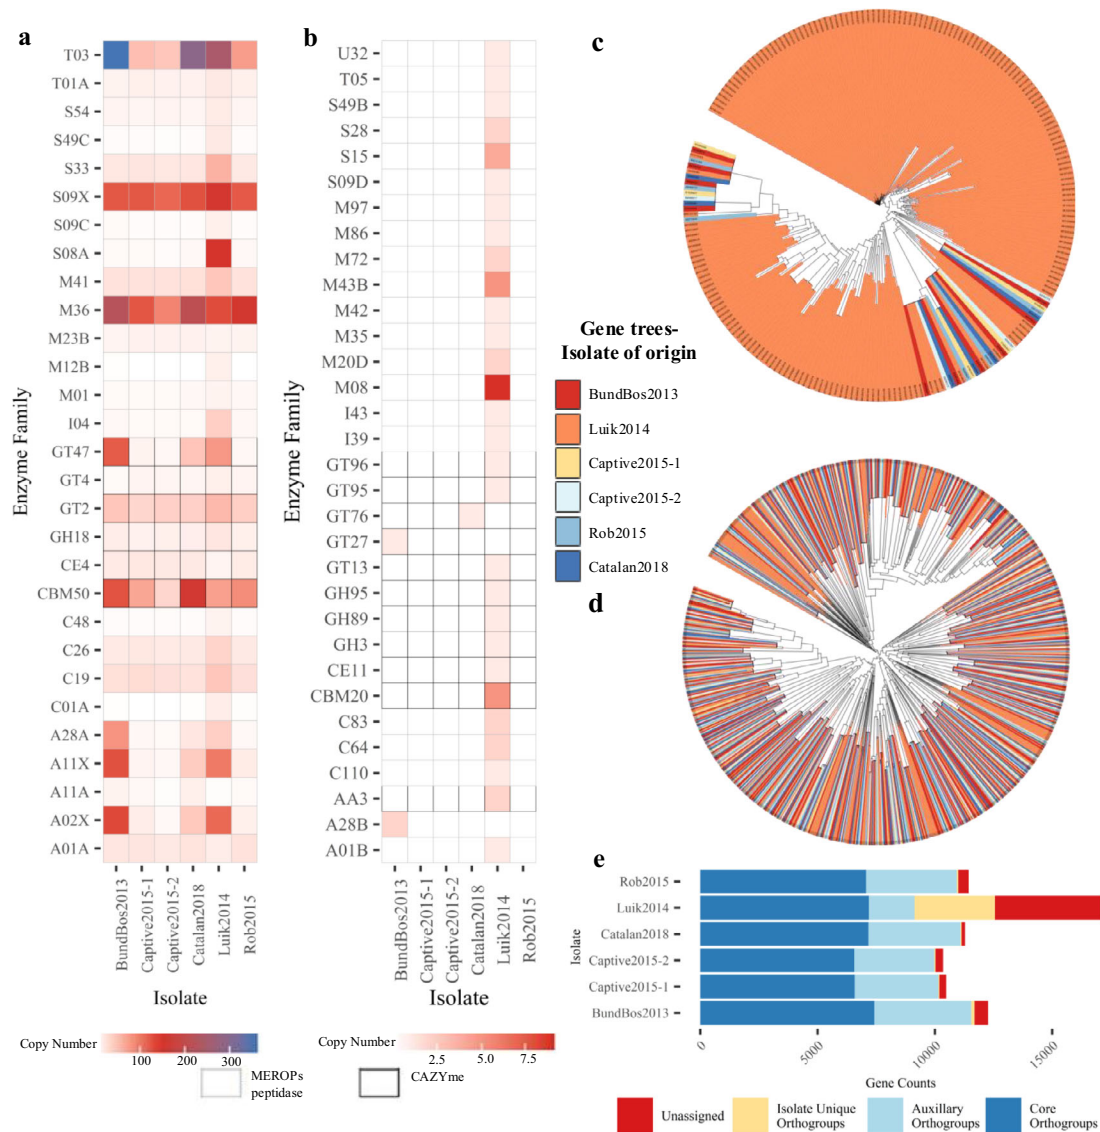 a
T03
T01A
S54
S49C
S33
S09X
S09C
S08A
M41
M36
M23B
M12B
M01
I04
GT47
GT4
GT2
GH18
CE4
CBM50
C48
C26
C19
C01A
A28A
A11X
A11A
A02X
A01A
Enzyme Family
BundBos2013
Captive2015-1
Captive2015-2
Catalan2018
Luik2014
Rob2015
Isolate
Copy Number
100
200
300
MEROPs
peptidase
b
U32
T05
S49B
S28
S15
S09D
M97
M86
M72
M43B
M42
M35
M20D
M08
I43
I39
GT96
GT95
GT76
GT27
GT13
GH95
GH89
GH3
CE11
CBM20
C83
C64
C110
AA3
A28B
A01B
Enzyme Family
BundBos2013
Captive2015-1
Captive2015-2
Catalan2018
Luik2014
Rob2015
Isolate
Copy Number
2.5
5.0
7.5
CAZYme
c
Gene trees-
Isolate of origin
BundBos2013
Luik2014
Captive2015-1
Captive2015-2
Rob2015
Catalan2018
d
e
Rob2015
Luik2014
Catalan2018
Captive2015-2
Captive2015-1
BundBos2013
Isolate
0
5000
10000
15000
Gene Counts
Unassigned
Isolate Unique
Orthogroups
Auxillary
Orthogroups
Core
Orthogroups